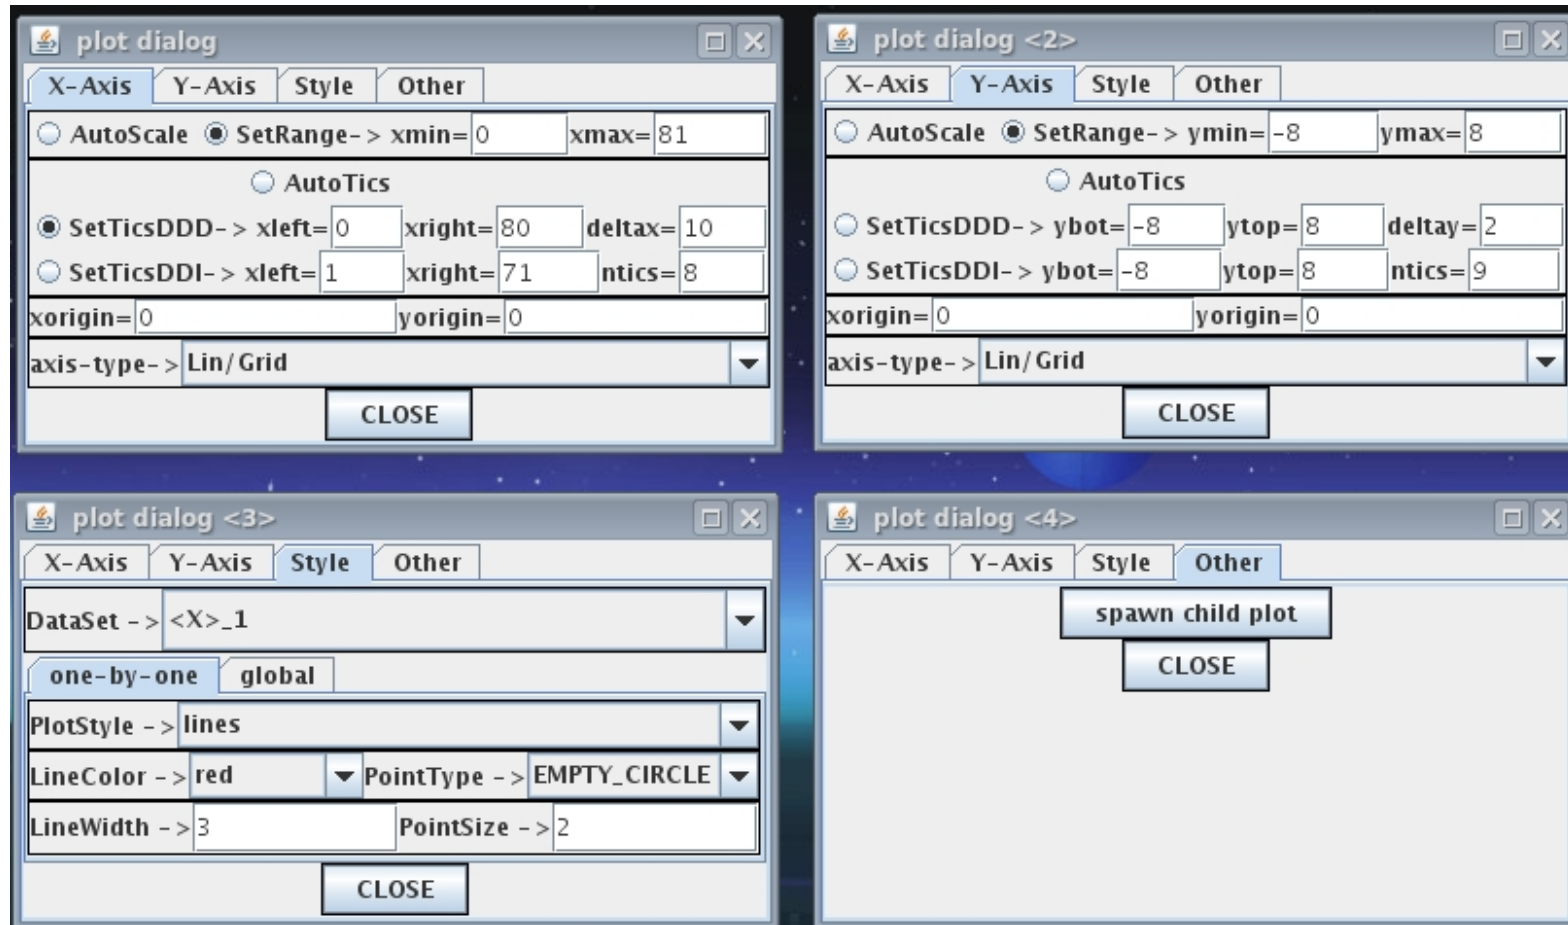 plot dialog
X-Axis Y-Axis Style Other
AutoScale SetRange-> xmin= 0 xmax= 81
AutoTics
SetTicsDDD-> xleft= 0 xright= 80 deltax= 10
SetTicsDDI-> xleft= 1 xright= 71 ntics= 8
xorigin= 0 yorigin= 0
axis-type-> Lin/Grid
CLOSE
plot dialog <2>
X-Axis Y-Axis Style Other
AutoScale SetRange-> ymin= -8 ymax= 8
AutoTics
SetTicsDDD-> ybot= -8 ytop= 8 deltay= 2
SetTicsDDI-> ybot= -8 ytop= 8 ntics= 9
xorigin= 0 yorigin= 0
axis-type-> Lin/Grid
CLOSE
plot dialog <3>
X-Axis Y-Axis Style Other
DataSet -> <X>_1
one-by-one global
PlotStyle -> lines
LineColor -> red PointType -> EMPTY_CIRCLE
LineWidth -> 3 PointSize -> 2
CLOSE
plot dialog <4>
X-Axis Y-Axis Style Other
spawn child plot
CLOSE